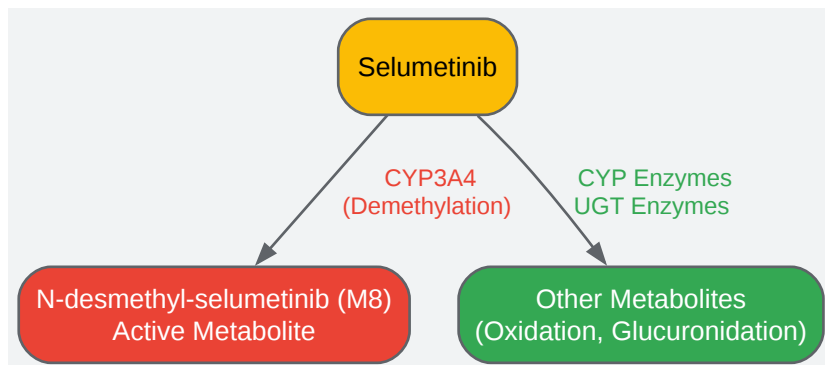 Selumetinib
CYP3A4
(Demethylation)
CYP Enzymes
UGT Enzymes
N-desmethyl-selumetinib (M8)
Active Metabolite
Other Metabolites
(Oxidation, Glucuronidation)